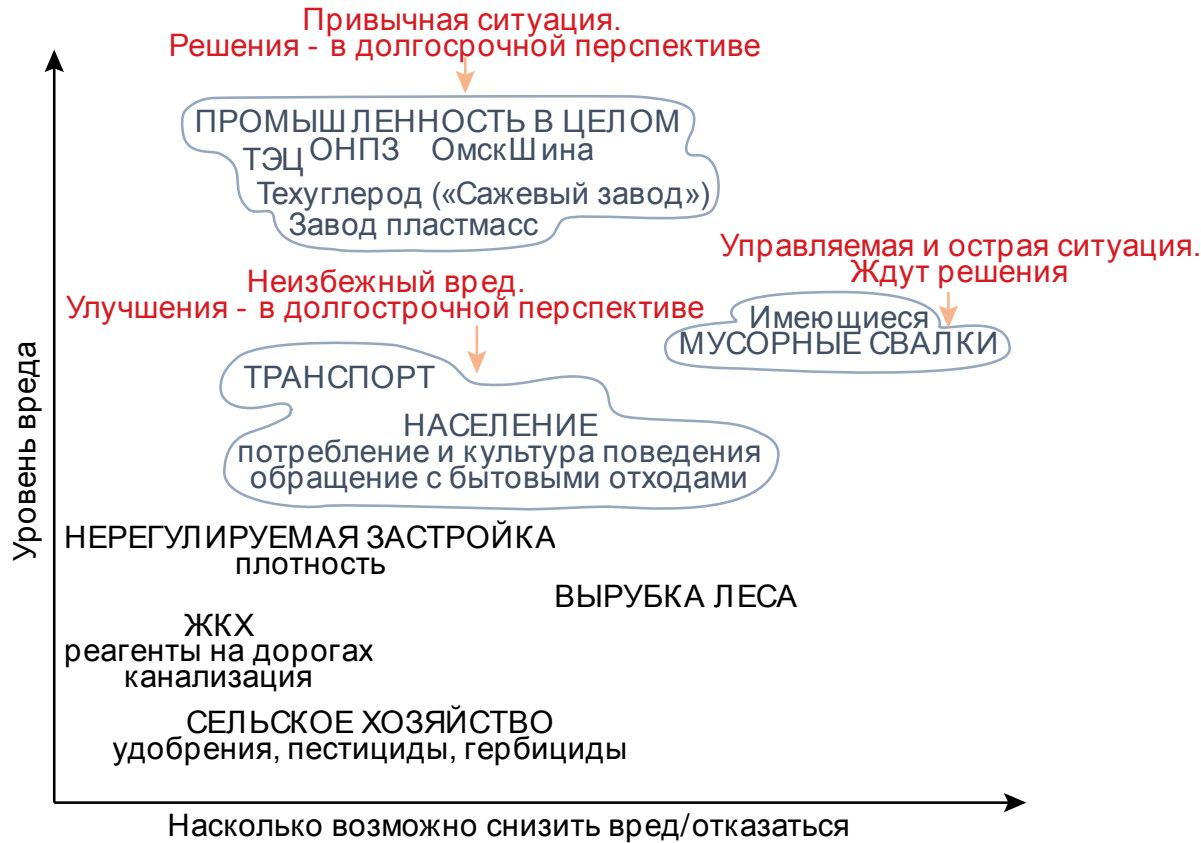 Привычная ситуация.
Решения - в долгосрочной перспективе
ПРОМЫШЛЕННОСТЬ В ЦЕЛОМ
ТЭЦ ОНПЗ ОмскШина
Техуглерод («Сажевый завод»)
Завод пластмасс
Управляемая и острая ситуация.
Ждут решения
Имеющиеся
МУСОРНЫЕ СВАЛКИ
Неизбежный вред.
Улучшения - в долгострочной перспективе
ТРАНСПОРТ
НАСЕЛЕНИЕ
потребление и культура поведения
обращение с бытовыми отходами
НЕРЕГУЛИРУЕМАЯ ЗАСТРОЙКА
плотность
ВЫРУБКА ЛЕСА
ЖКХ
реагенты на дорогах
канализация
СЕЛЬСКОЕ ХОЗЯЙСТВО
удобрения, пестициды, гербициды
Уровень вреда
Насколько возможно снизить вред/отказаться